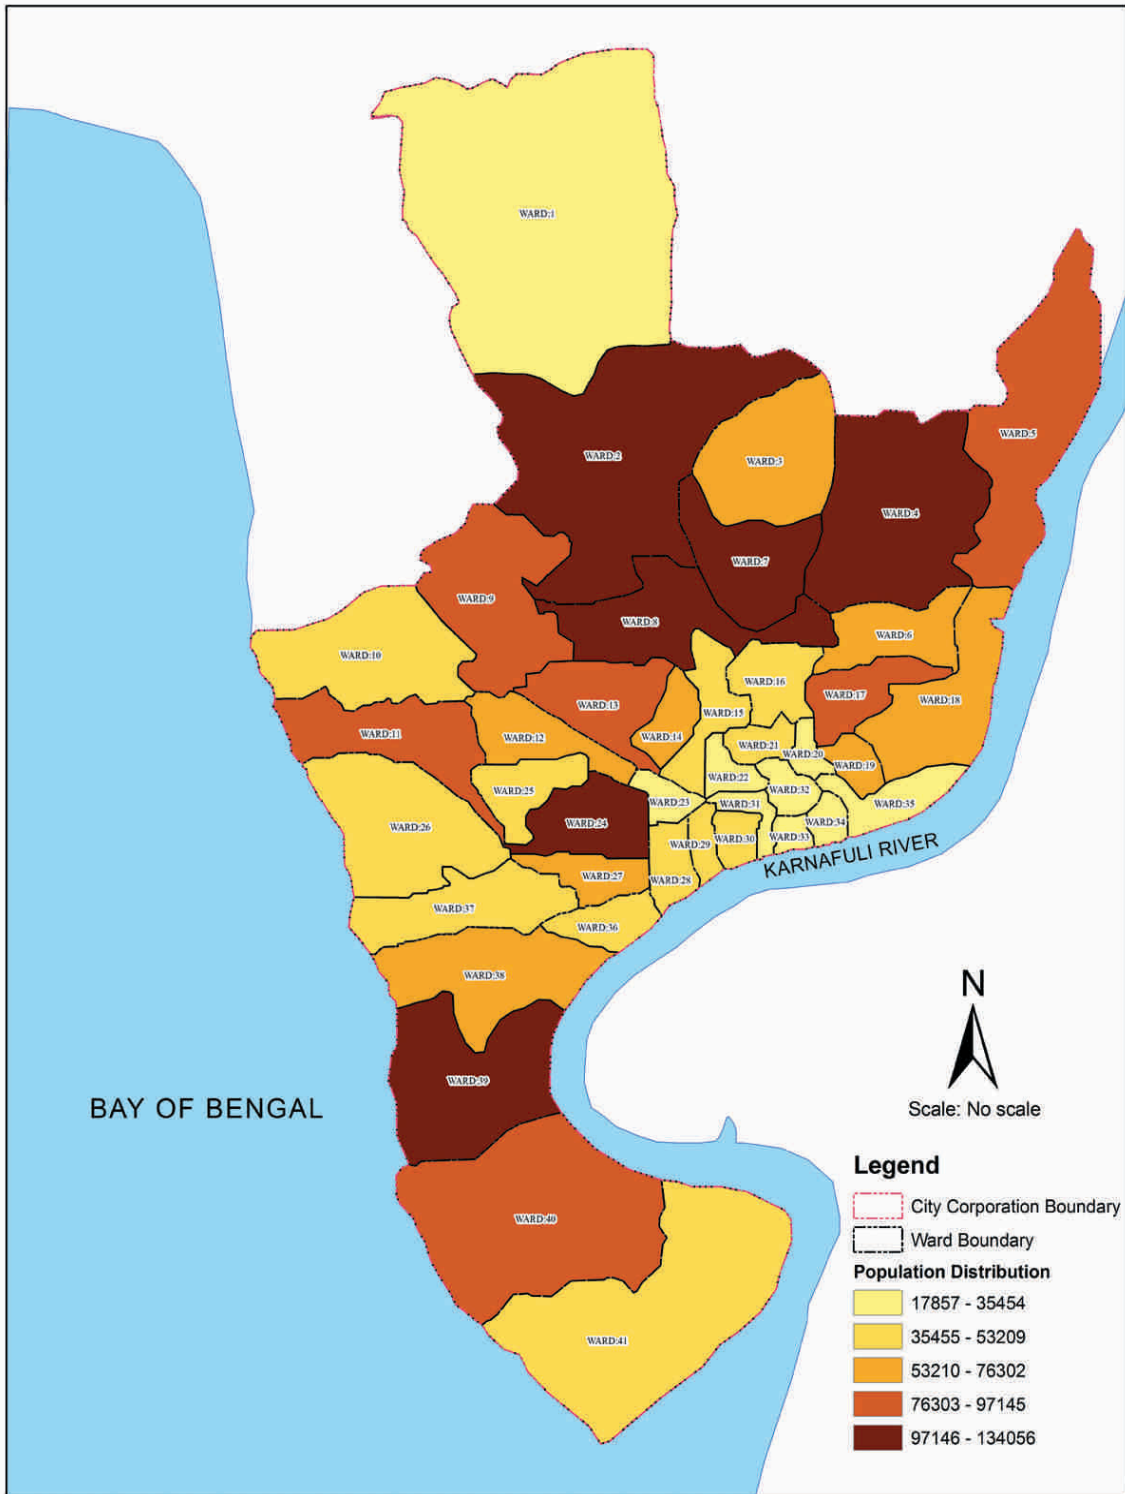 WARD:1
WARD:5
WARD:2
WARD:3
WARD:4
WARD:7
WARD:9
WARD:8
WARD:6
WARD:10
WARD:16
WARD:17
WARD:18
WARD:13
WARD:15
WARD:11
WARD:12
WARD:14
WARD:21
WARD:20
WARD:19
WARD:22
WARD:25
WARD:32
WARD:23
WARD:31
WARD:35
WARD:24
WARD:34
WARD:26
WARD:33
WARD:30
WARD:29
KARNAFULI RIVER
WARD:27
WARD:28
WARD:37
WARD:36
WARD:38
N
WARD:39
BAY OF BENGAL
Scale: No scale
Legend
City Corporation Boundary
WARD:40
Ward Boundary
Population Distribution
17857 - 35454
35455 - 53209
WARD:41
53210 - 76302
76303 - 97145
97146 - 134056